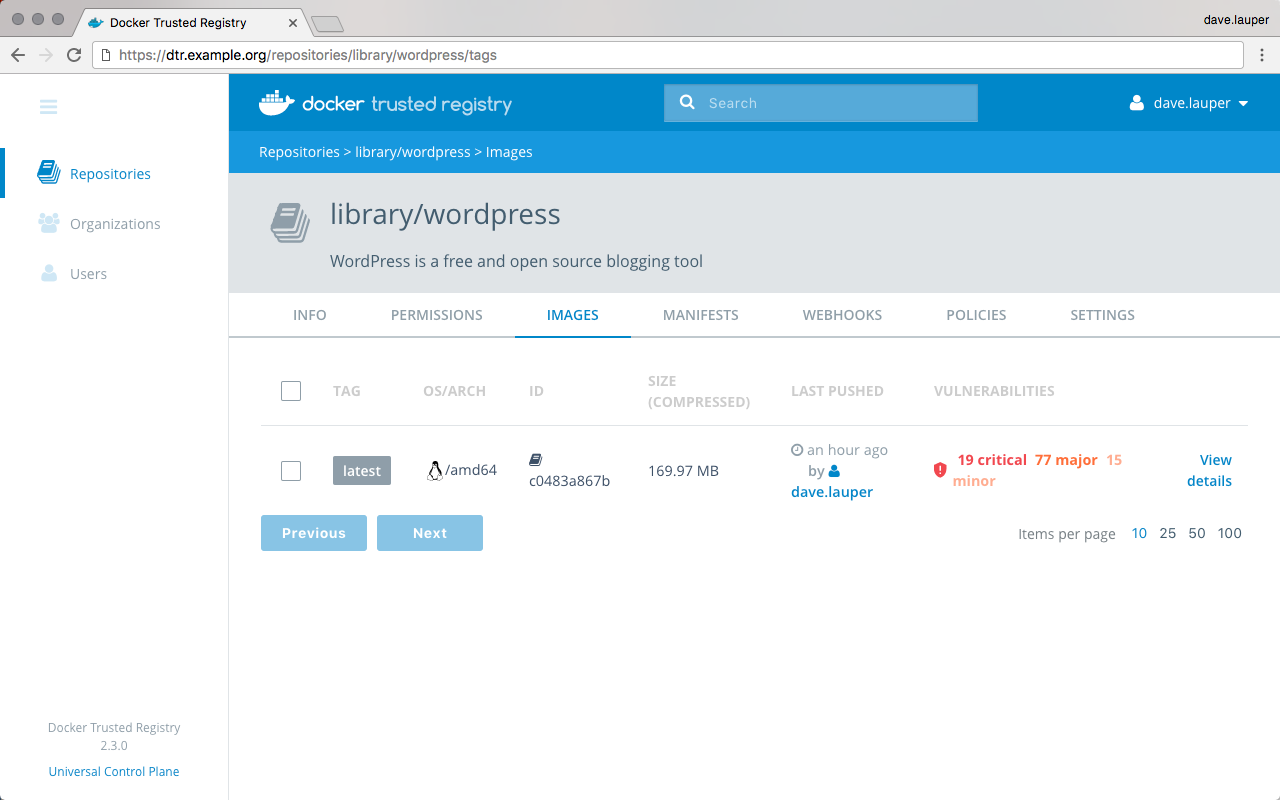 Docker Trusted Registry
dave.lauper
https://dtr.example.org/repositories/library/wordpress/tags
docker trusted registry
Search
dave.lauper
Repositories > library/wordpress > Images
Repositories
Organizations
Users
library/wordpress
WordPress is a free and open source blogging tool
INFO PERMISSIONS IMAGES MANIFESTS WEBHOOKS POLICIES SETTINGS
TAG OS/ARCH ID SIZE (COMPRESSED) LAST PUSHED VULNERABILITIES
latest /amd64 c0483a867b 169.97 MB
an hour ago
by
dave.lauper
19 critical 77 major 15
minor
View
details
Previous Next Items per page 10 25 50 100
Docker Trusted Registry
2.3.0
Universal Control Plane